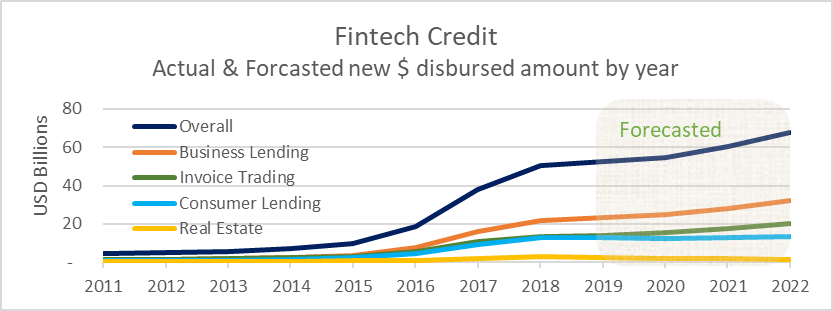 Fintech Credit
Actual & Forcasted new $ disbursed amount by year
USD Billions
80
60
40
20
-
Overall
Business Lending
Invoice Trading
Consumer Lending
Real Estate
Forecasted
2011 2012 2013 2014 2015 2016 2017 2018 2019 2020 2021 2022